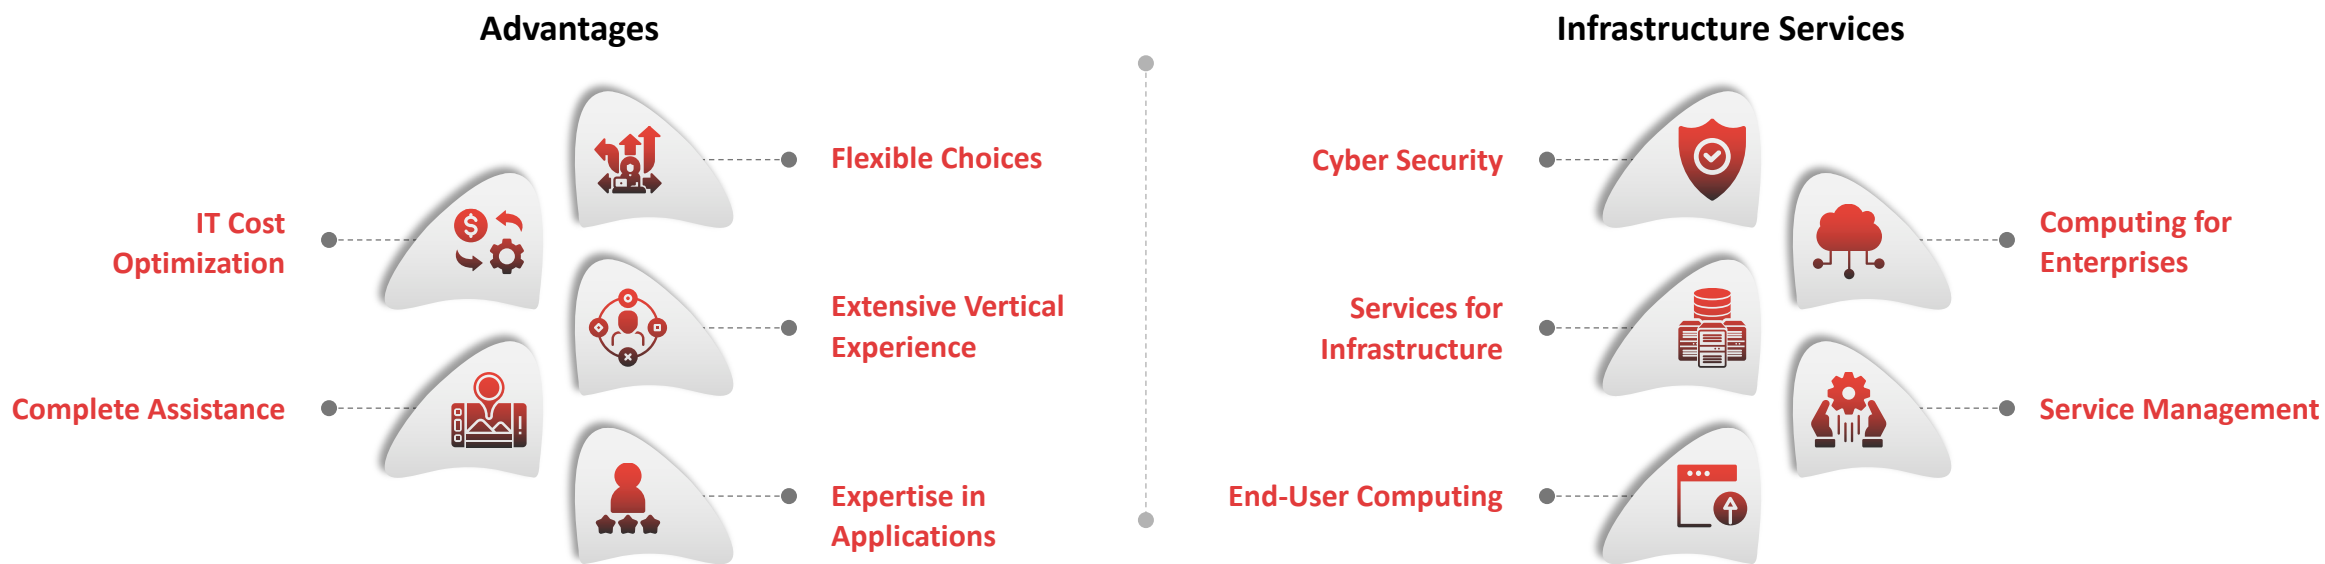 Advantages
Flexible Choices
IT Cost
Optimization
Extensive Vertical
Experience
Complete Assistance
Expertise in
Applications
Infrastructure Services
Cyber Security
Computing for
Enterprises
Services for
Infrastructure
Service Management
End-User Computing